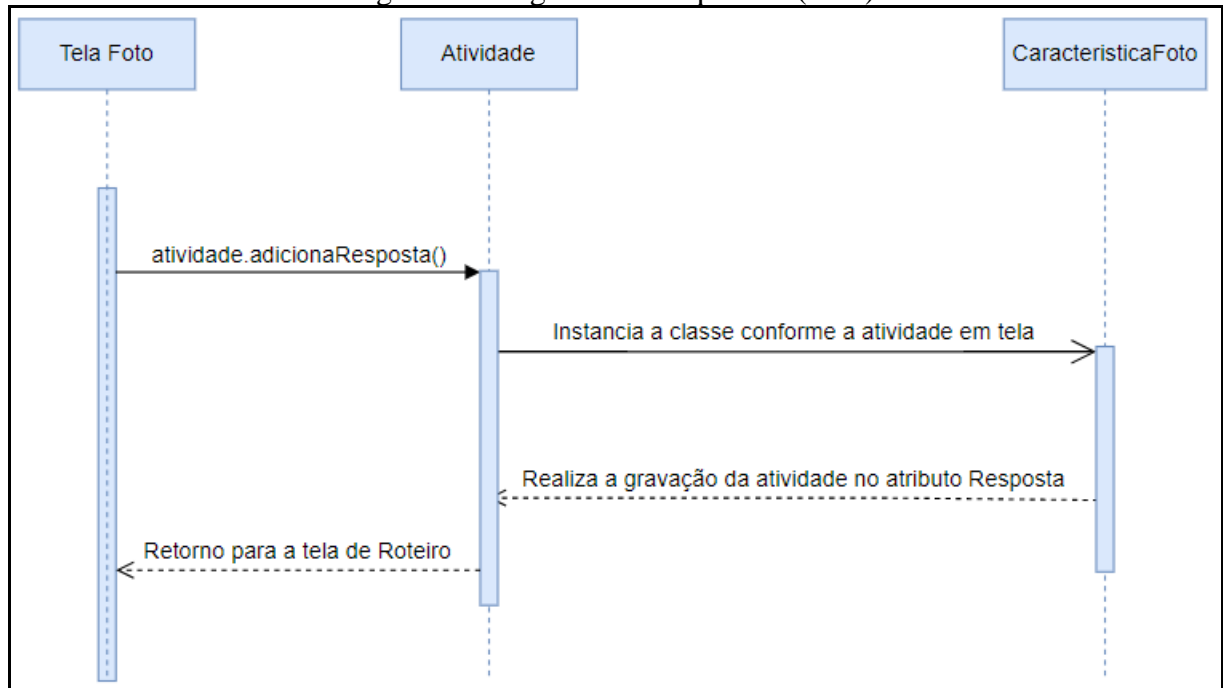 Tela Foto
Atividade
CaracteristicaFoto
atividade.adicionaResposta()
Instancia a classe conforme a atividade em tela
Realiza a gravação da atividade no atributo Resposta
Retorno para a tela de Roteiro